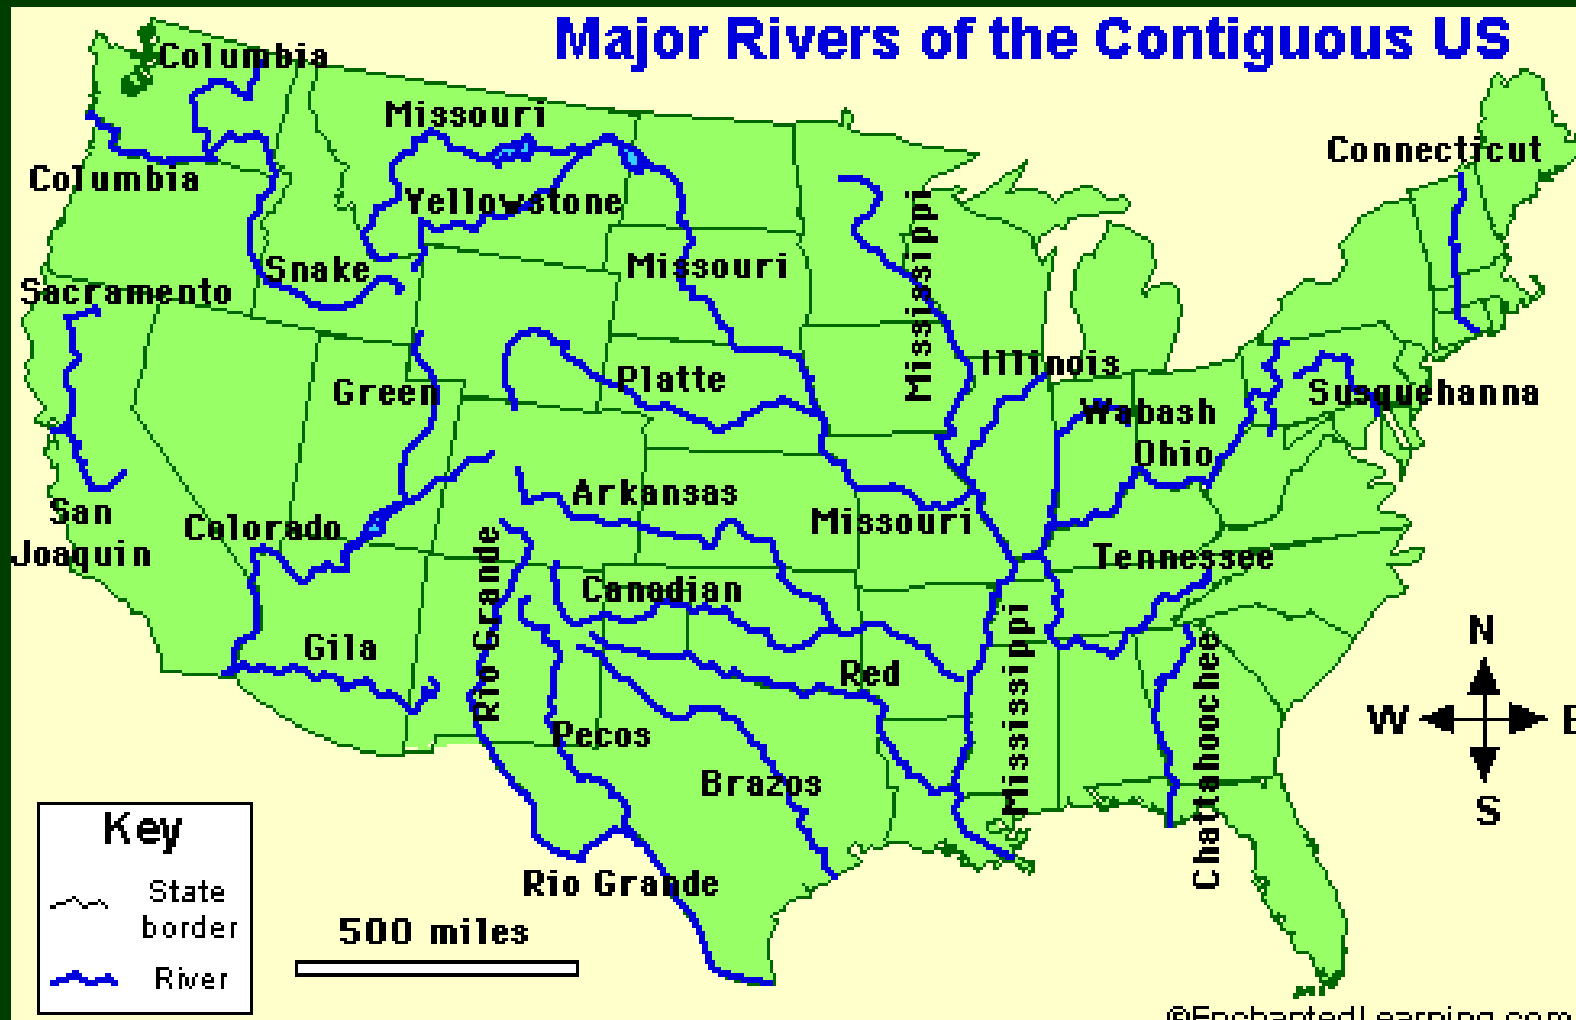 Major Rivers of the Contiguous US
Columbia
Missouri
Connecticut
Columbia
Yellowstone
Mississippi
Snake
Missouri
Sacramento
Illinois
Green
Platte
Susquehanna
Wabash
Ohio
Arkansas
San
Joaquin
Colorado
Missouri
Tennessee
Rio Grande
Canadian
Gila
Red
Mississippi
Chattahoochee
Pecos
Brazos
Rio Grande
N
W
E
S
Key
State
border
River
500 miles
©EnchantedLearning.com